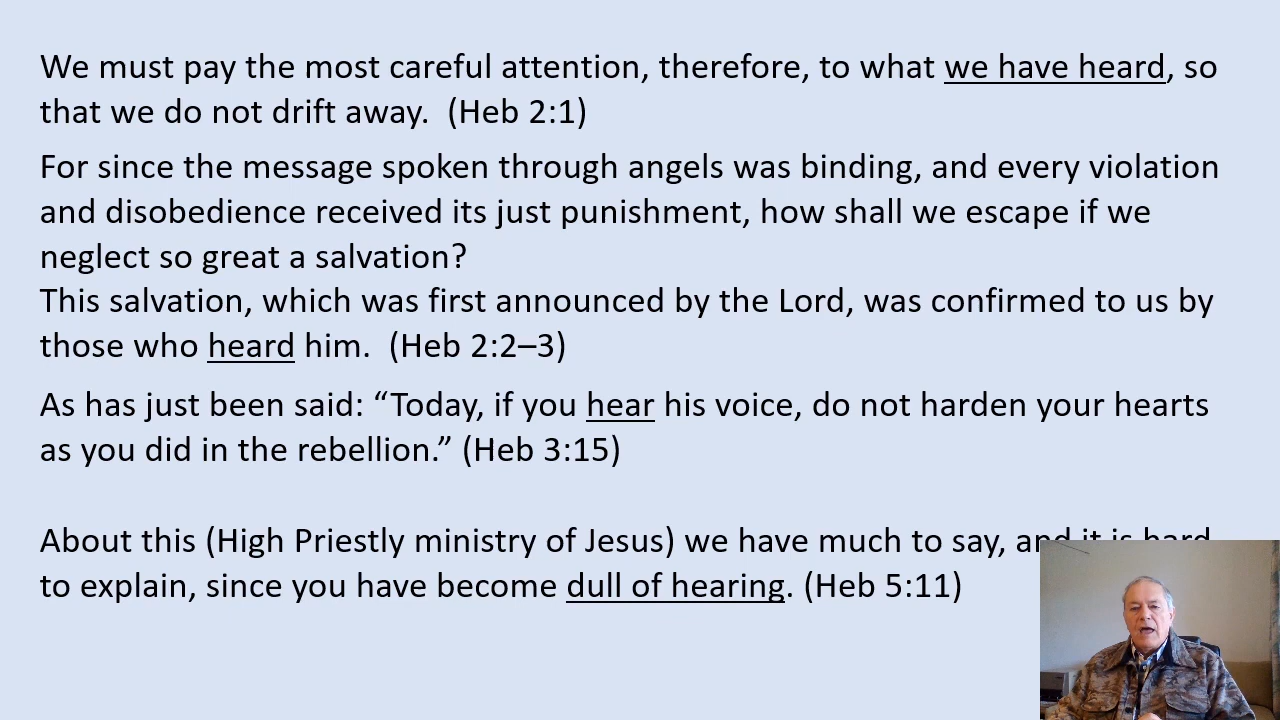 We must pay the most careful attention, therefore, to what we have heard, so
that we do not drift away.  (Heb 2:1)
For since the message spoken through angels was binding, and every violation
and disobedience received its just punishment, how shall we escape if we
neglect so great a salvation?
This salvation, which was first announced by the Lord, was confirmed to us by
those who heard him.  (Heb 2:2–3)
As has just been said: “Today, if you hear his voice, do not harden your hearts
as you did in the rebellion.” (Heb 3:15)
About this (High Priestly ministry of Jesus) we have much to say, and it is hard
to explain, since you have become dull of hearing. (Heb 5:11)